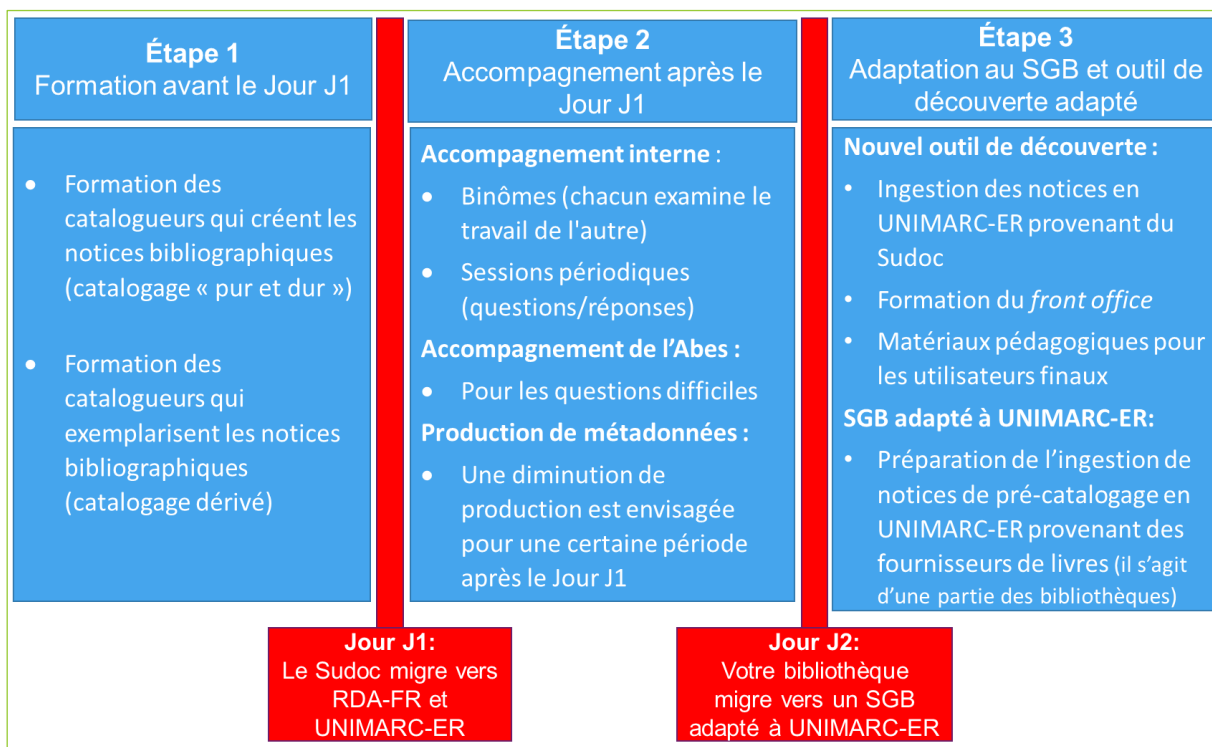 Étape 1
Formation avant le Jour J1
• Formation des
catalogueurs qui créent les
notices bibliographiques
(catalogage « pur et dur »)
• Formation des
catalogueurs qui
exemplarisent les notices
bibliographiques
(catalogage dérivé)
Étape 2
Accompagnement après le
Jour J1
Accompagnement interne :
• Binômes (chacun examine le
travail de l'autre)
• Sessions périodiques
(questions/réponses)
Accompagnement de l’Abes :
• Pour les questions difficiles
Production de métadonnées :
• Une diminution de
production est envisagée
pour une certaine période
après le Jour J1
Étape 3
Adaptation au SGB et outil de
découverte adapté
Nouvel outil de découverte :
• Ingestion des notices en
UNIMARC-ER provenant du
Sudoc
• Formation du front office
• Matériaux pédagogiques pour
les utilisateurs finaux
SGB adapté à UNIMARC-ER:
• Préparation de l’ingestion de
notices de pré-catalogage en
UNIMARC-ER provenant des
fournisseurs de livres (il s’agit
d’une partie des bibliothèques)
Jour J1:
Le Sudoc migre vers
RDA-FR et
UNIMARC-ER
Jour J2:
Votre bibliothèque
migre vers un SGB
adapté à UNIMARC-ER